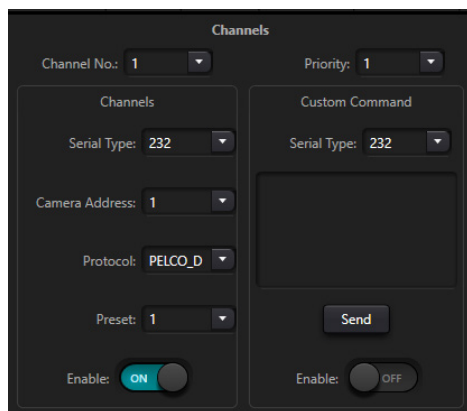 Channels
Channel No.: 1 Priority: 1
Channels
Serial Type: 232
Camera Address: 1
Protocol: PELCO_D
Preset: 1
Enable: ON
Custom Command
Serial Type: 232
Send
Enable: OFF